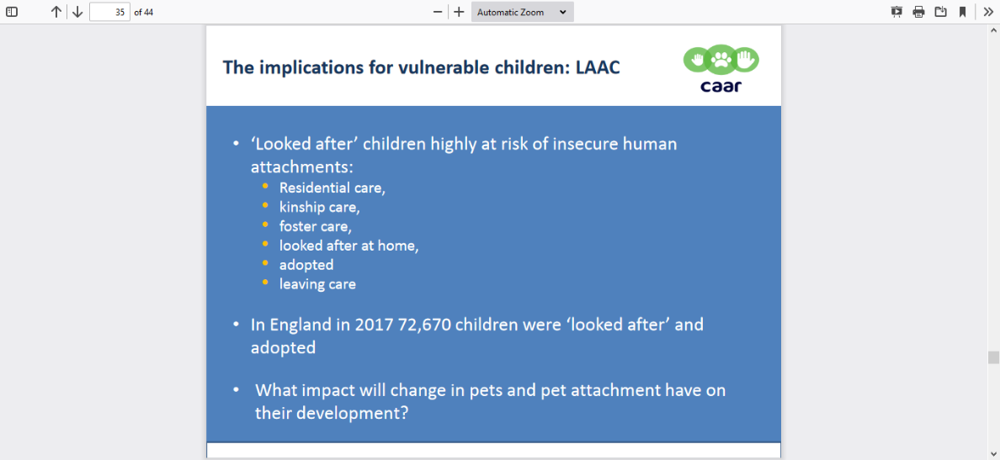 35 of 44
Automatic Zoom
The implications for vulnerable children: LAAC
caar
• ‘Looked after’ children highly at risk of insecure human
attachments:
• Residential care,
• kinship care,
• foster care,
• looked after at home,
• adopted
• leaving care
• In England in 2017 72,670 children were ‘looked after’ and
adopted
• What impact will change in pets and pet attachment have on
their development?